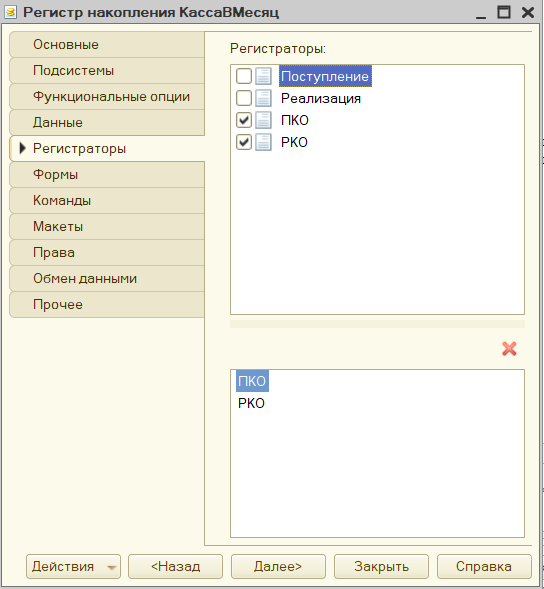 Регистр накопления КассаВМесяц
Основные
Подсистемы
Функциональные опции
Данные
Регистраторы
Формы
Команды
Макеты
Права
Обмен данными
Прочее
Регистраторы:
Поступление
Реализация
ПКО
РКО
ПКО
РКО
Действия
<Назад
Далее>
Закрыть
Справка